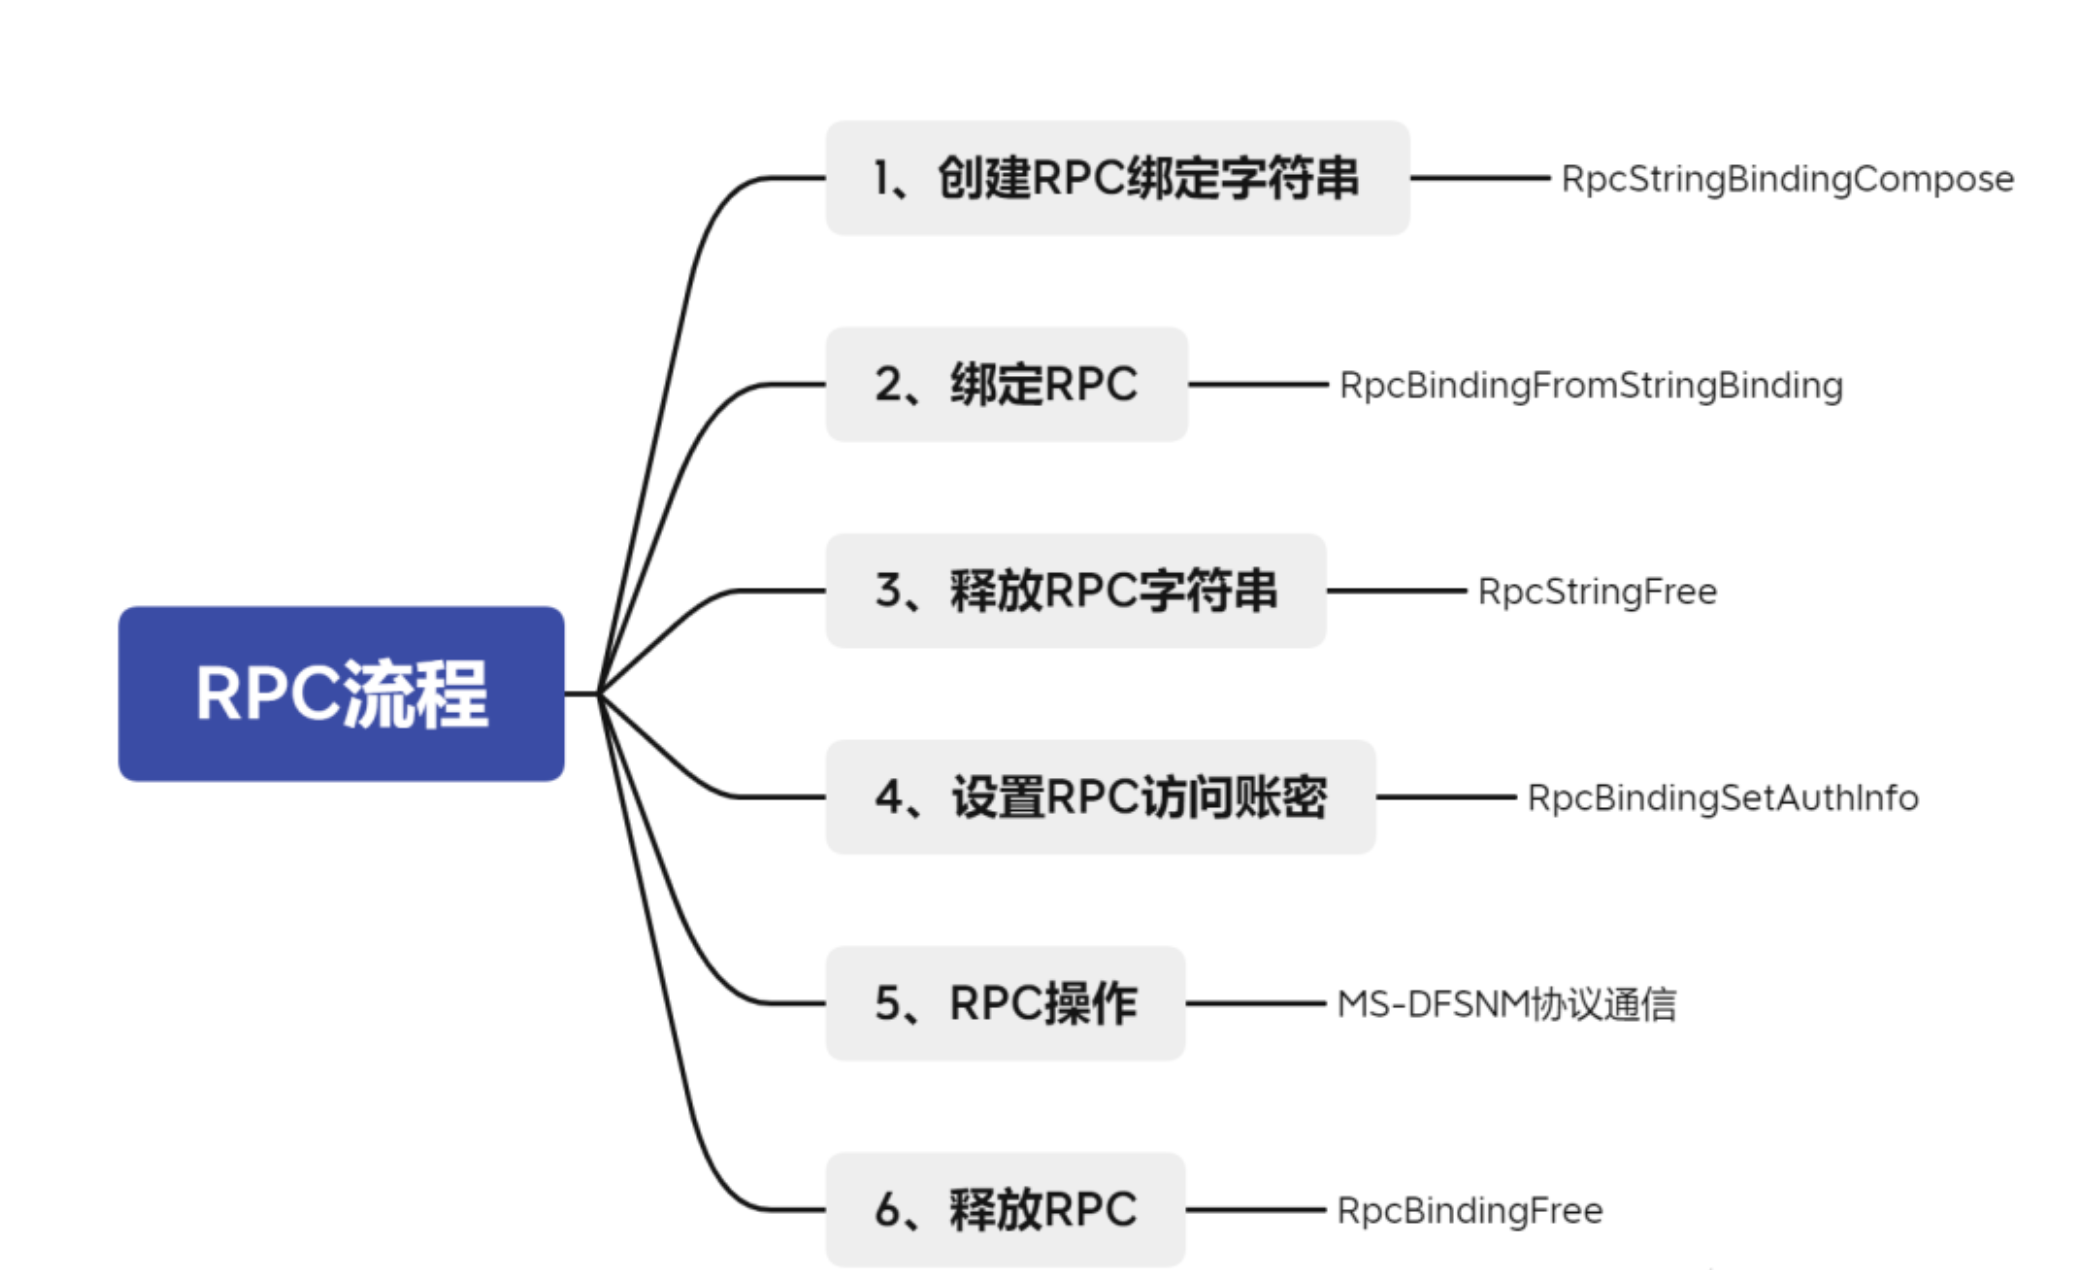 RPC流程
1、创建RPC绑定字符串
RpcStringBindingCompose
2、绑定RPC
RpcBindingFromStringBinding
3、释放RPC字符串
RpcStringFree
4、设置RPC访问账密
RpcBindingSetAuthInfo
5、RPC操作
MS-DFSNM协议通信
6、释放RPC
RpcBindingFree